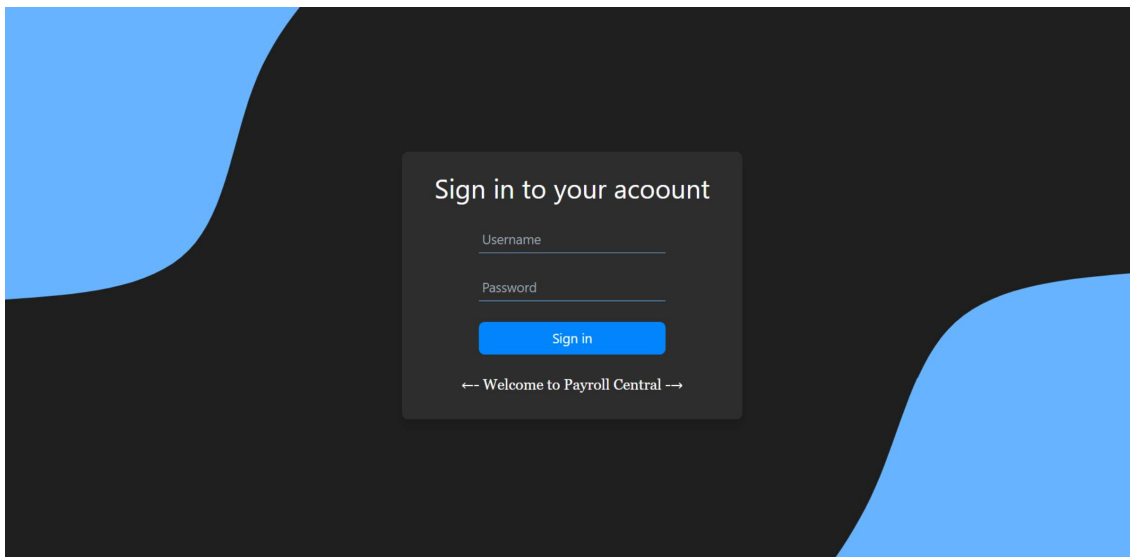 Sign in to your acoount
Username
Password
Sign in
←- Welcome to Payroll Central -→